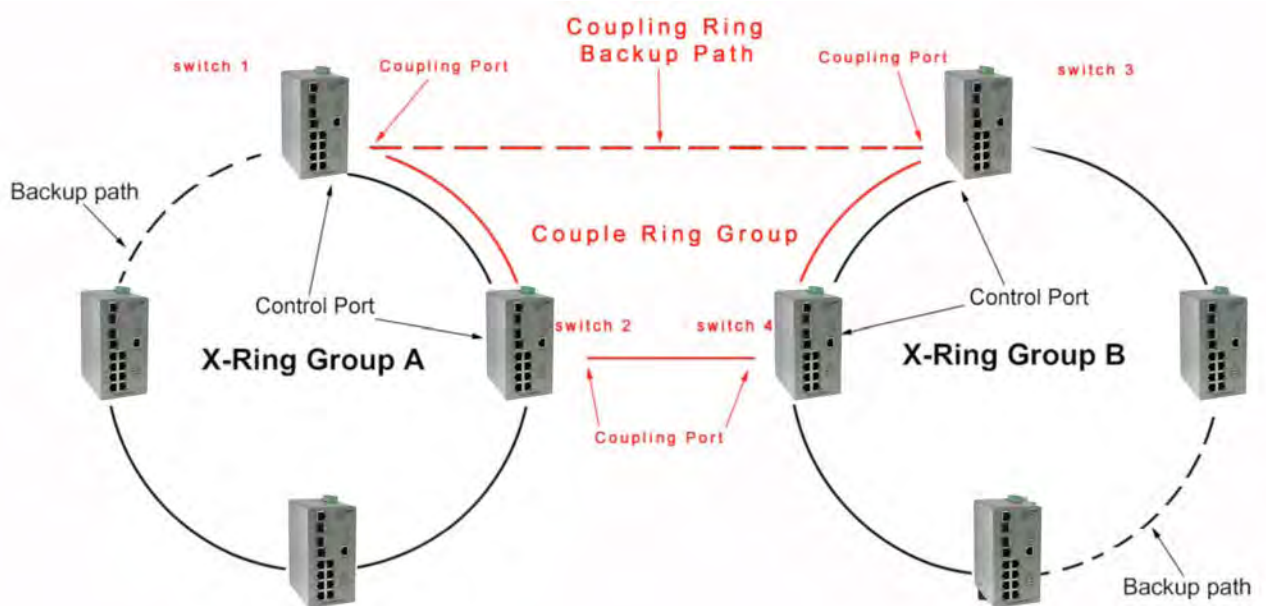 Coupling Ring
Backup Path
switch 1
Coupling Port
Coupling Port
switch 3
Backup path
Couple Ring Group
Control Port
Control Port
switch 2
switch 4
X-Ring Group A
X-Ring Group B
Coupling Port
Backup path